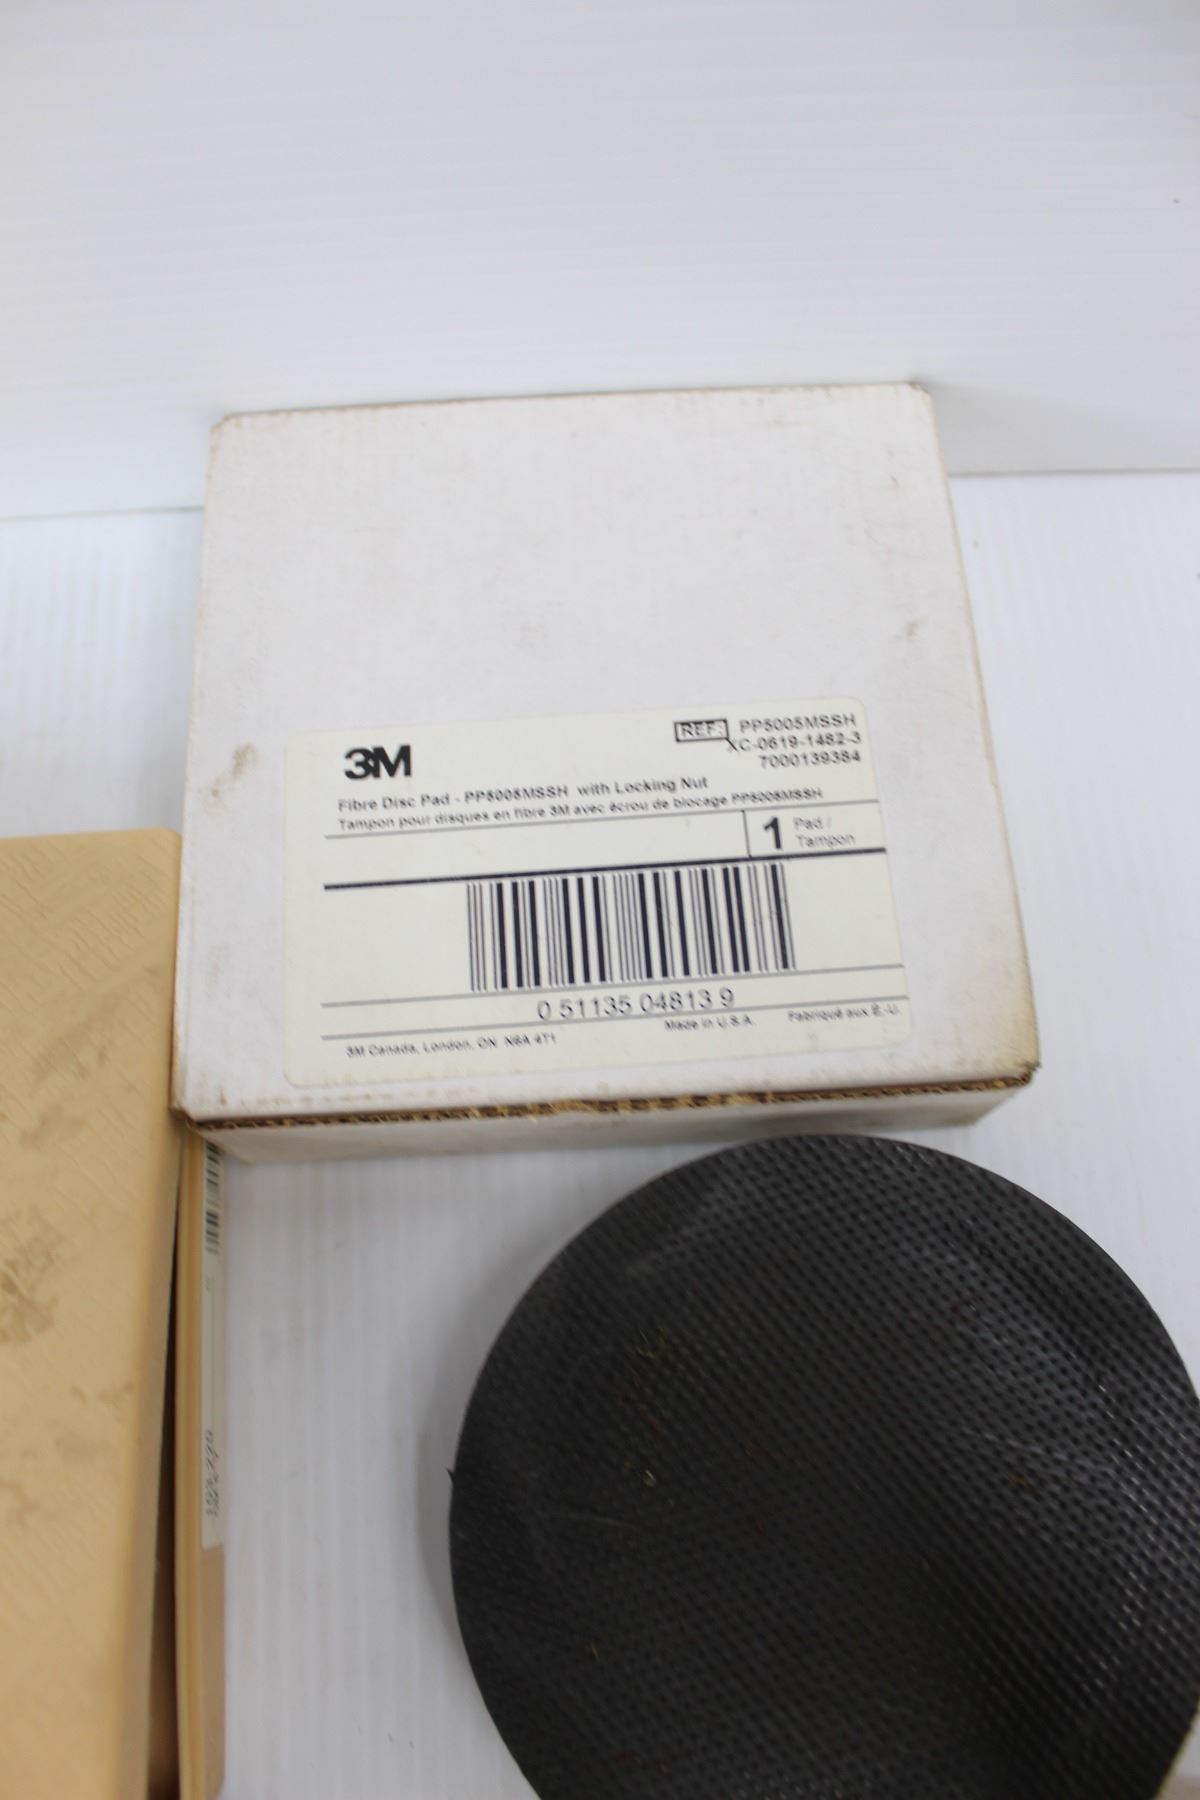 3M
REF: PP5005MSSH
XC-0619-1482-3
7000139384
Fibre Disc Pad - PP5005MSSH with Locking Nut
Tampon pour disques en fibre 3M avec écrou de blocage PP5005MSSH
1 Pad /
Tampon
0 51135 04813 9
Made in U.S.A. Fabriqué aux É.-U.
3M Canada, London, ON N6A 4T1